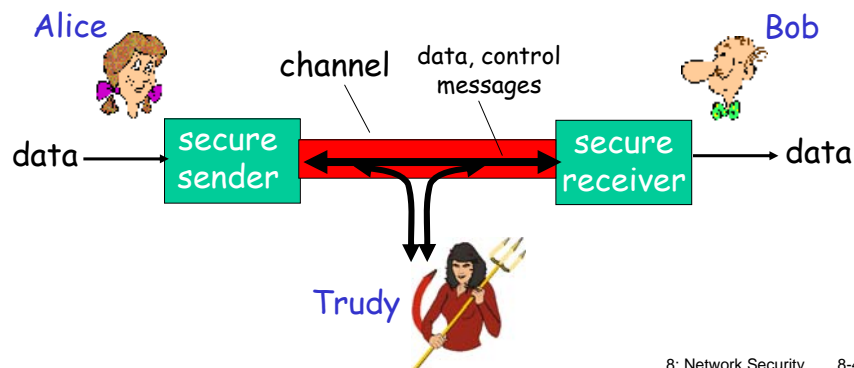 Alice
Bob
channel
data, control
messages
data
secure
sender
secure
receiver
data
Trudy
8: Network Security